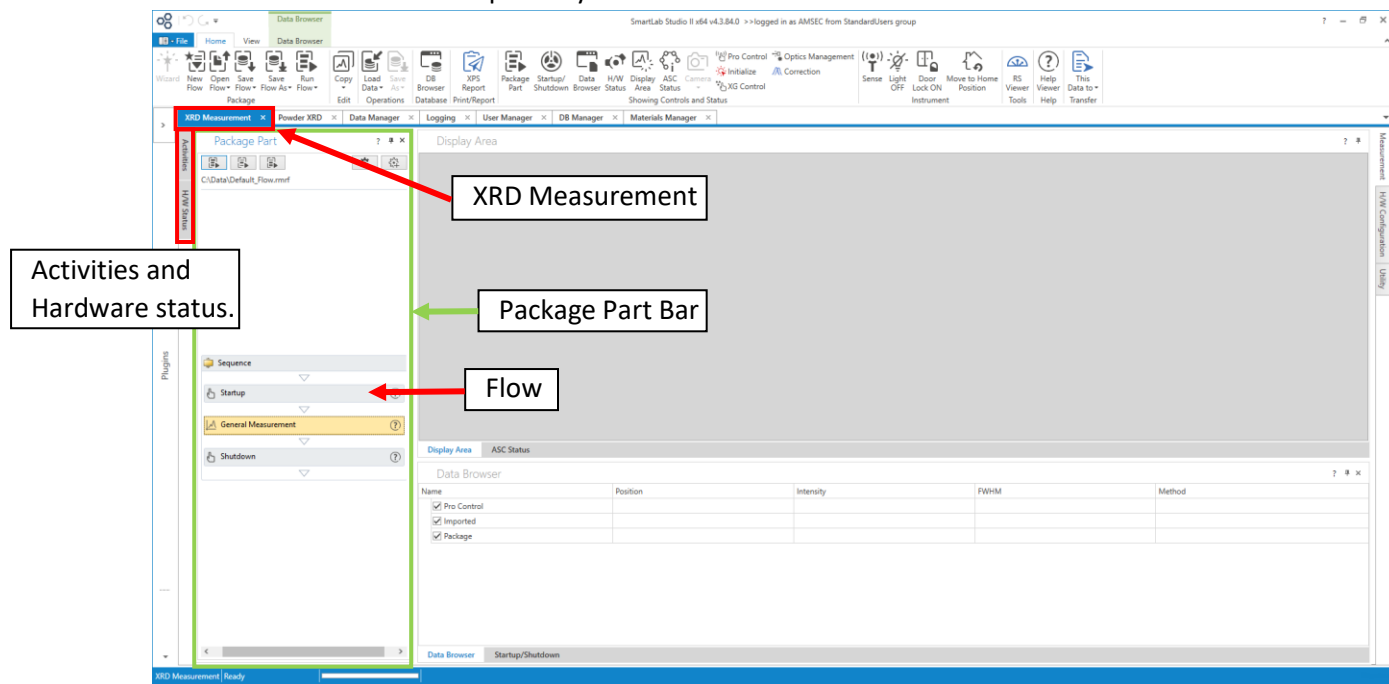 Data Browser
SmartLab Studio II x64 v4.3.84.0 >>logged in as AMSEC from StandardUsers group
? – ×
File Home View Data Browser
Wizard New Flow Open Flow Save Flow Save Flow As Run Flow Copy Load Data Save As DB Browser XPS Report Package Part Startup/Shutdown Data Browser H/W Status Display Area ASC Status Camera Pro Control Optics Management Initialize Correction XG Control Sense Light OFF Door Lock ON Move to Home Position RS Viewer Help Viewer This Data to
Package Edit Operations Database Print/Report Showing Controls and Status Instrument Tools Help Transfer
XRD Measurement × Powder XRD × Data Manager × Logging × User Manager × DB Manager × Materials Manager ×
Activities
H/W Status
Package Part ? ×
C:\Data\Default_Flow.rmrf
Display Area ?
Measurement
H/W Configuration
Utility
XRD Measurement
Activities and
Hardware status.
Package Part Bar
Plugins
Sequence
Startup
Flow
General Measurement ?
Shutdown ?
Display Area ASC Status
Data Browser ? ×
Name Position Intensity FWHM Method
Pro Control
Imported
Package
Data Browser Startup/Shutdown
XRD Measurement Ready